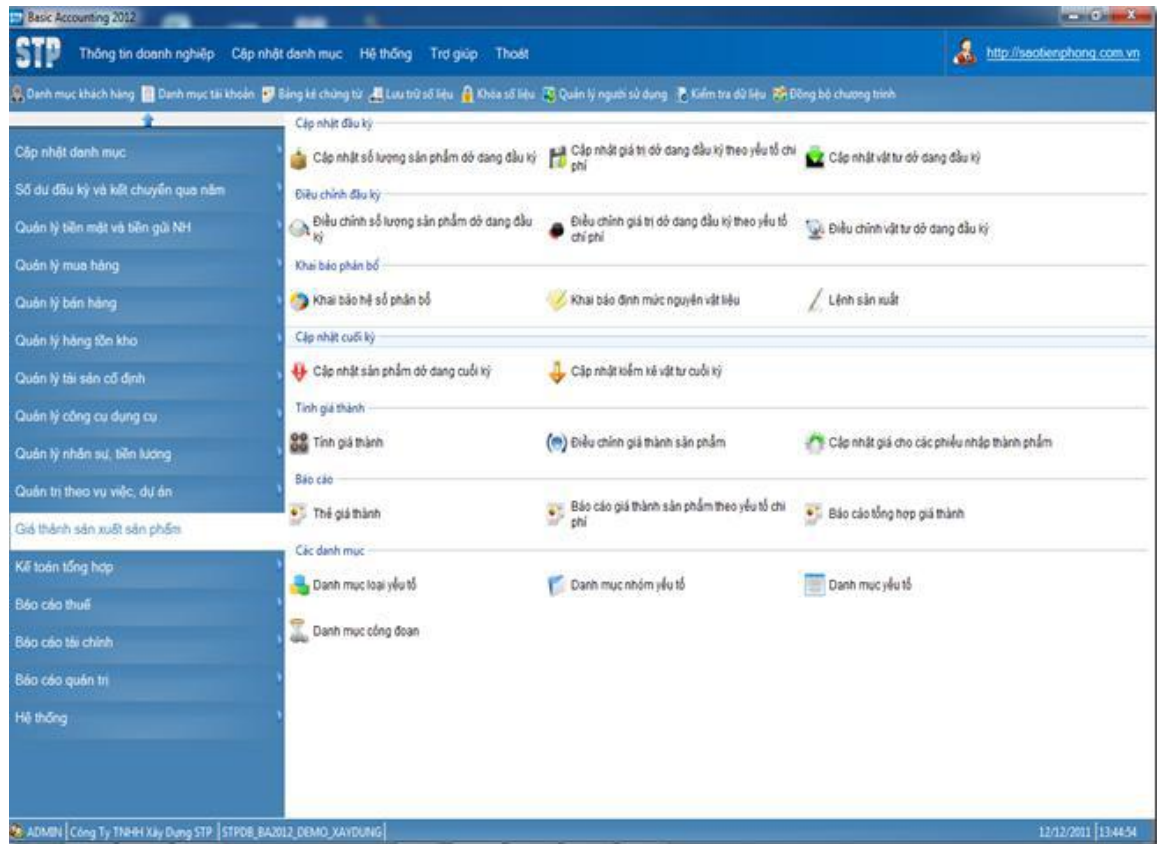 Basic Accounting 2012
STP Thông tin doanh nghiệp Cập nhật danh mục Hệ thống Trợ giúp Thoát http://saotienphong.com.vn
Danh mục khách hàng Danh mục tài khoản Bảng kê chứng từ Lưu trữ số liệu Khóa số liệu Quản lý người sử dụng Kiểm tra dữ liệu Đồng bộ chương trình
Cập nhật danh mục
Số dư đầu kỳ và kết chuyển qua năm
Quản lý tiền mặt và tiền gửi NH
Quản lý mua hàng
Quản lý bán hàng
Quản lý hàng tồn kho
Quản lý tài sản cố định
Quản lý công cụ dụng cụ
Quản lý nhân sự, tiền lương
Quản trị theo vụ việc, dự án
Giá thành sản xuất sản phẩm
Kế toán tổng hợp
Báo cáo thuế
Báo cáo tài chính
Báo cáo quản trị
Hệ thống
Cập nhật đầu kỳ
Cập nhật số lượng sản phẩm dở dang đầu kỳ
Cập nhật giá trị dở dang đầu kỳ theo yếu tố chi
phí
Cập nhật vật tư dở dang đầu kỳ
Điều chỉnh đầu kỳ
Điều chỉnh số lượng sản phẩm dở dang đầu
kỳ
Điều chỉnh giá trị dở dang đầu kỳ theo yếu tố
chi phí
Điều chỉnh vật tư dở dang đầu kỳ
Khai báo phân bổ
Khai báo hệ số phân bổ
Khai báo định mức nguyên vật liệu
Lệnh sản xuất
Cập nhật cuối kỳ
Cập nhật sản phẩm dở dang cuối kỳ
Cập nhật kiểm kê vật tư cuối kỳ
Tính giá thành
Tính giá thành
Điều chỉnh giá thành sản phẩm
Cập nhật giá cho các phiếu nhập thành phẩm
Báo cáo
Thẻ giá thành
Báo cáo giá thành sản phẩm theo yếu tố chi
phí
Báo cáo tổng hợp giá thành
Các danh mục
Danh mục loại yếu tố
Danh mục nhóm yếu tố
Danh mục yếu tố
Danh mục công đoạn
ADMIN Công Ty TNHH Xây Dựng STP STPDB_BA2012_DEMO_XAYDUNG 12/12/2011 13:44:54